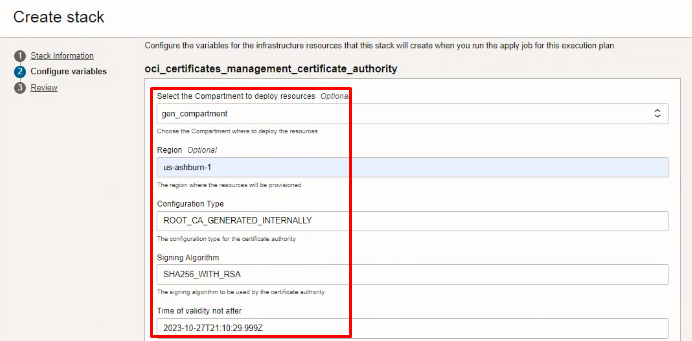 Create stack
Configure the variables for the infrastructure resources that this stack will create when you run the apply job for this execution plan.
1 Stack information
2 Configure variables
3 Review
oci_certificates_management_certificate_authority
Select the Compartment to deploy resources Optional
gen_compartment
Choose the Compartment where to deploy the resources
Region Optional
us-ashburn-1
The region where the resources will be provisioned
Configuration Type
ROOT_CA_GENERATED_INTERNALLY
The configuration type for the certificate authority
Signing Algorithm
SHA256_WITH_RSA
The signing algorithm to be used by the certificate authority
Time of validity not after
2023-10-27T21:10:29.999Z